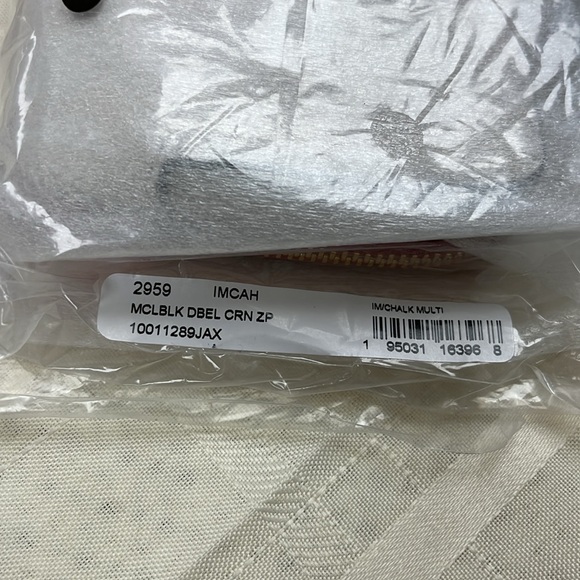 2959 IMCAH
MCLBLK DBEL CRN ZP
10011289JAX
IM/CHALK MULTI
1 95031 16396 8